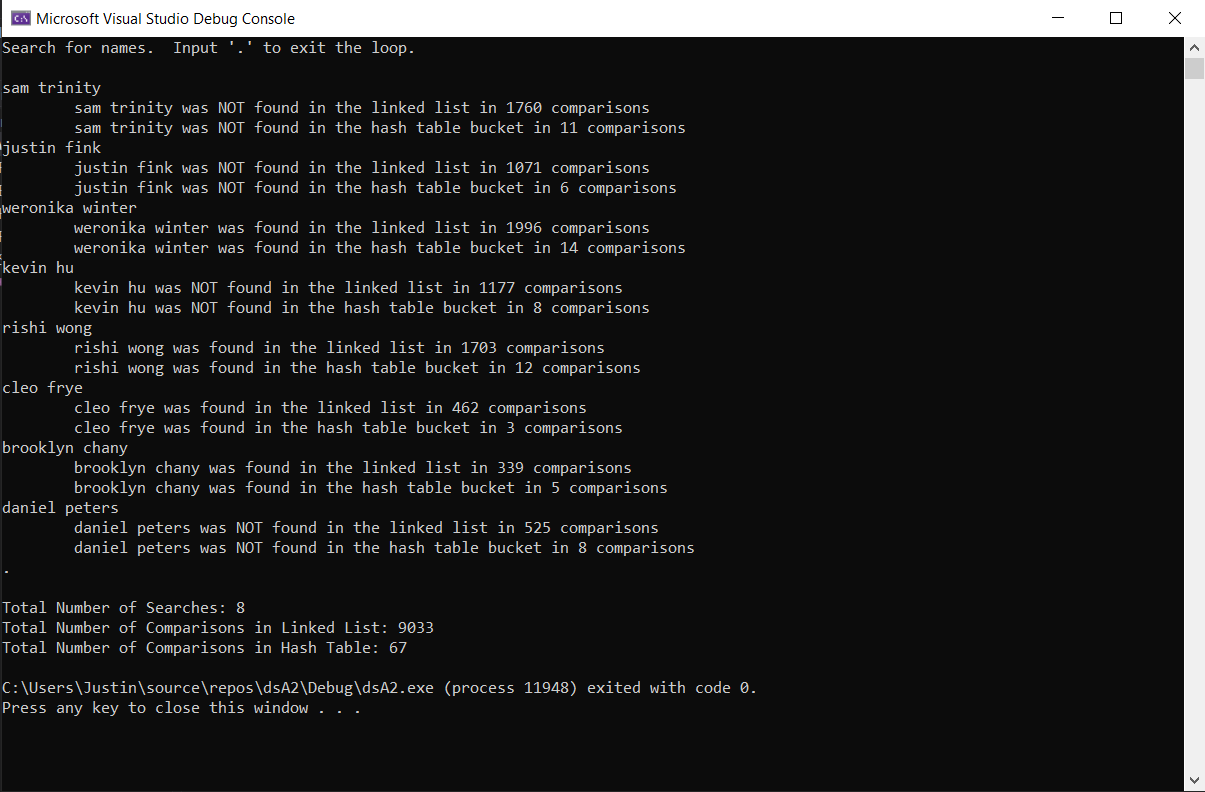 Microsoft Visual Studio Debug Console
Search for names.  Input '.' to exit the loop.
sam trinity
        sam trinity was NOT found in the linked list in 1760 comparisons
        sam trinity was NOT found in the hash table bucket in 11 comparisons
justin fink
        justin fink was NOT found in the linked list in 1071 comparisons
        justin fink was NOT found in the hash table bucket in 6 comparisons
weronika winter
        weronika winter was found in the linked list in 1996 comparisons
        weronika winter was found in the hash table bucket in 14 comparisons
kevin hu
        kevin hu was NOT found in the linked list in 1177 comparisons
        kevin hu was NOT found in the hash table bucket in 8 comparisons
rishi wong
        rishi wong was found in the linked list in 1703 comparisons
        rishi wong was found in the hash table bucket in 12 comparisons
cleo frye
        cleo frye was found in the linked list in 462 comparisons
        cleo frye was found in the hash table bucket in 3 comparisons
brooklyn chany
        brooklyn chany was found in the linked list in 339 comparisons
        brooklyn chany was found in the hash table bucket in 5 comparisons
daniel peters
        daniel peters was NOT found in the linked list in 525 comparisons
        daniel peters was NOT found in the hash table bucket in 8 comparisons
.
Total Number of Searches: 8
Total Number of Comparisons in Linked List: 9033
Total Number of Comparisons in Hash Table: 67
C:\Users\Justin\source\repos\dsA2\Debug\dsA2.exe (process 11948) exited with code 0.
Press any key to close this window . . .